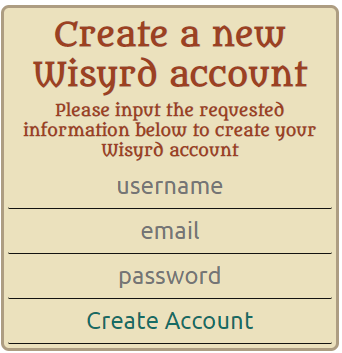 Create a new
Wisyrd account
Please input the requested
information below to create your
Wisyrd account
username
email
password
Create Account